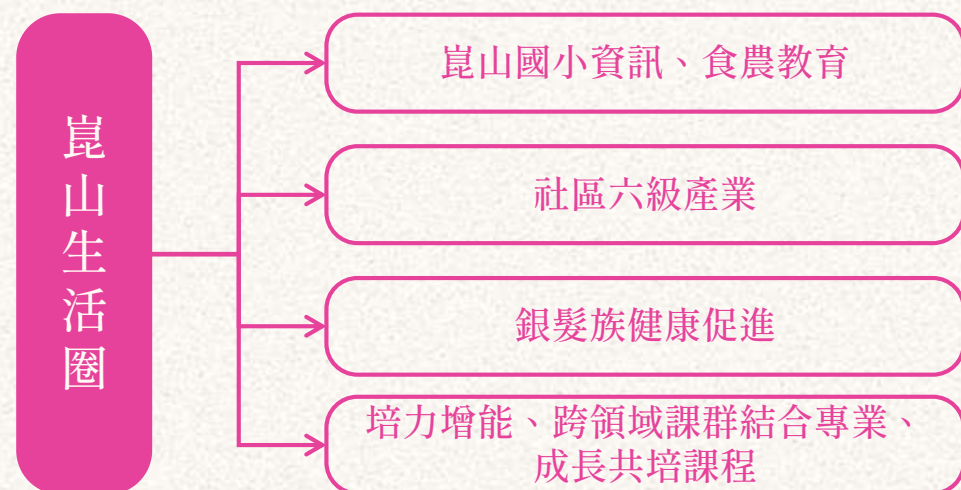 崑山生活圈
崑山國小資訊、食農教育
社區六級產業
銀髮族健康促進
培力增能、跨領域課群結合專業、
成長共培課程